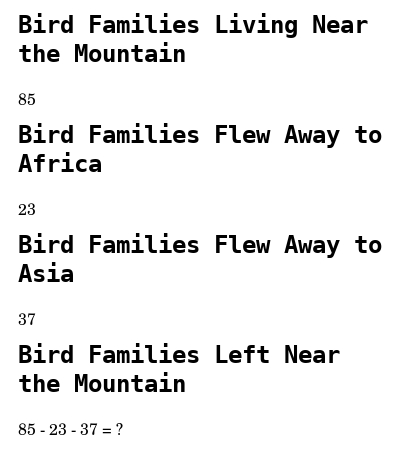 Bird Families Living Near
the Mountain
85
Bird Families Flew Away to
Africa
23
Bird Families Flew Away to
Asia
37
Bird Families Left Near
the Mountain
85 - 23 - 37 = ?